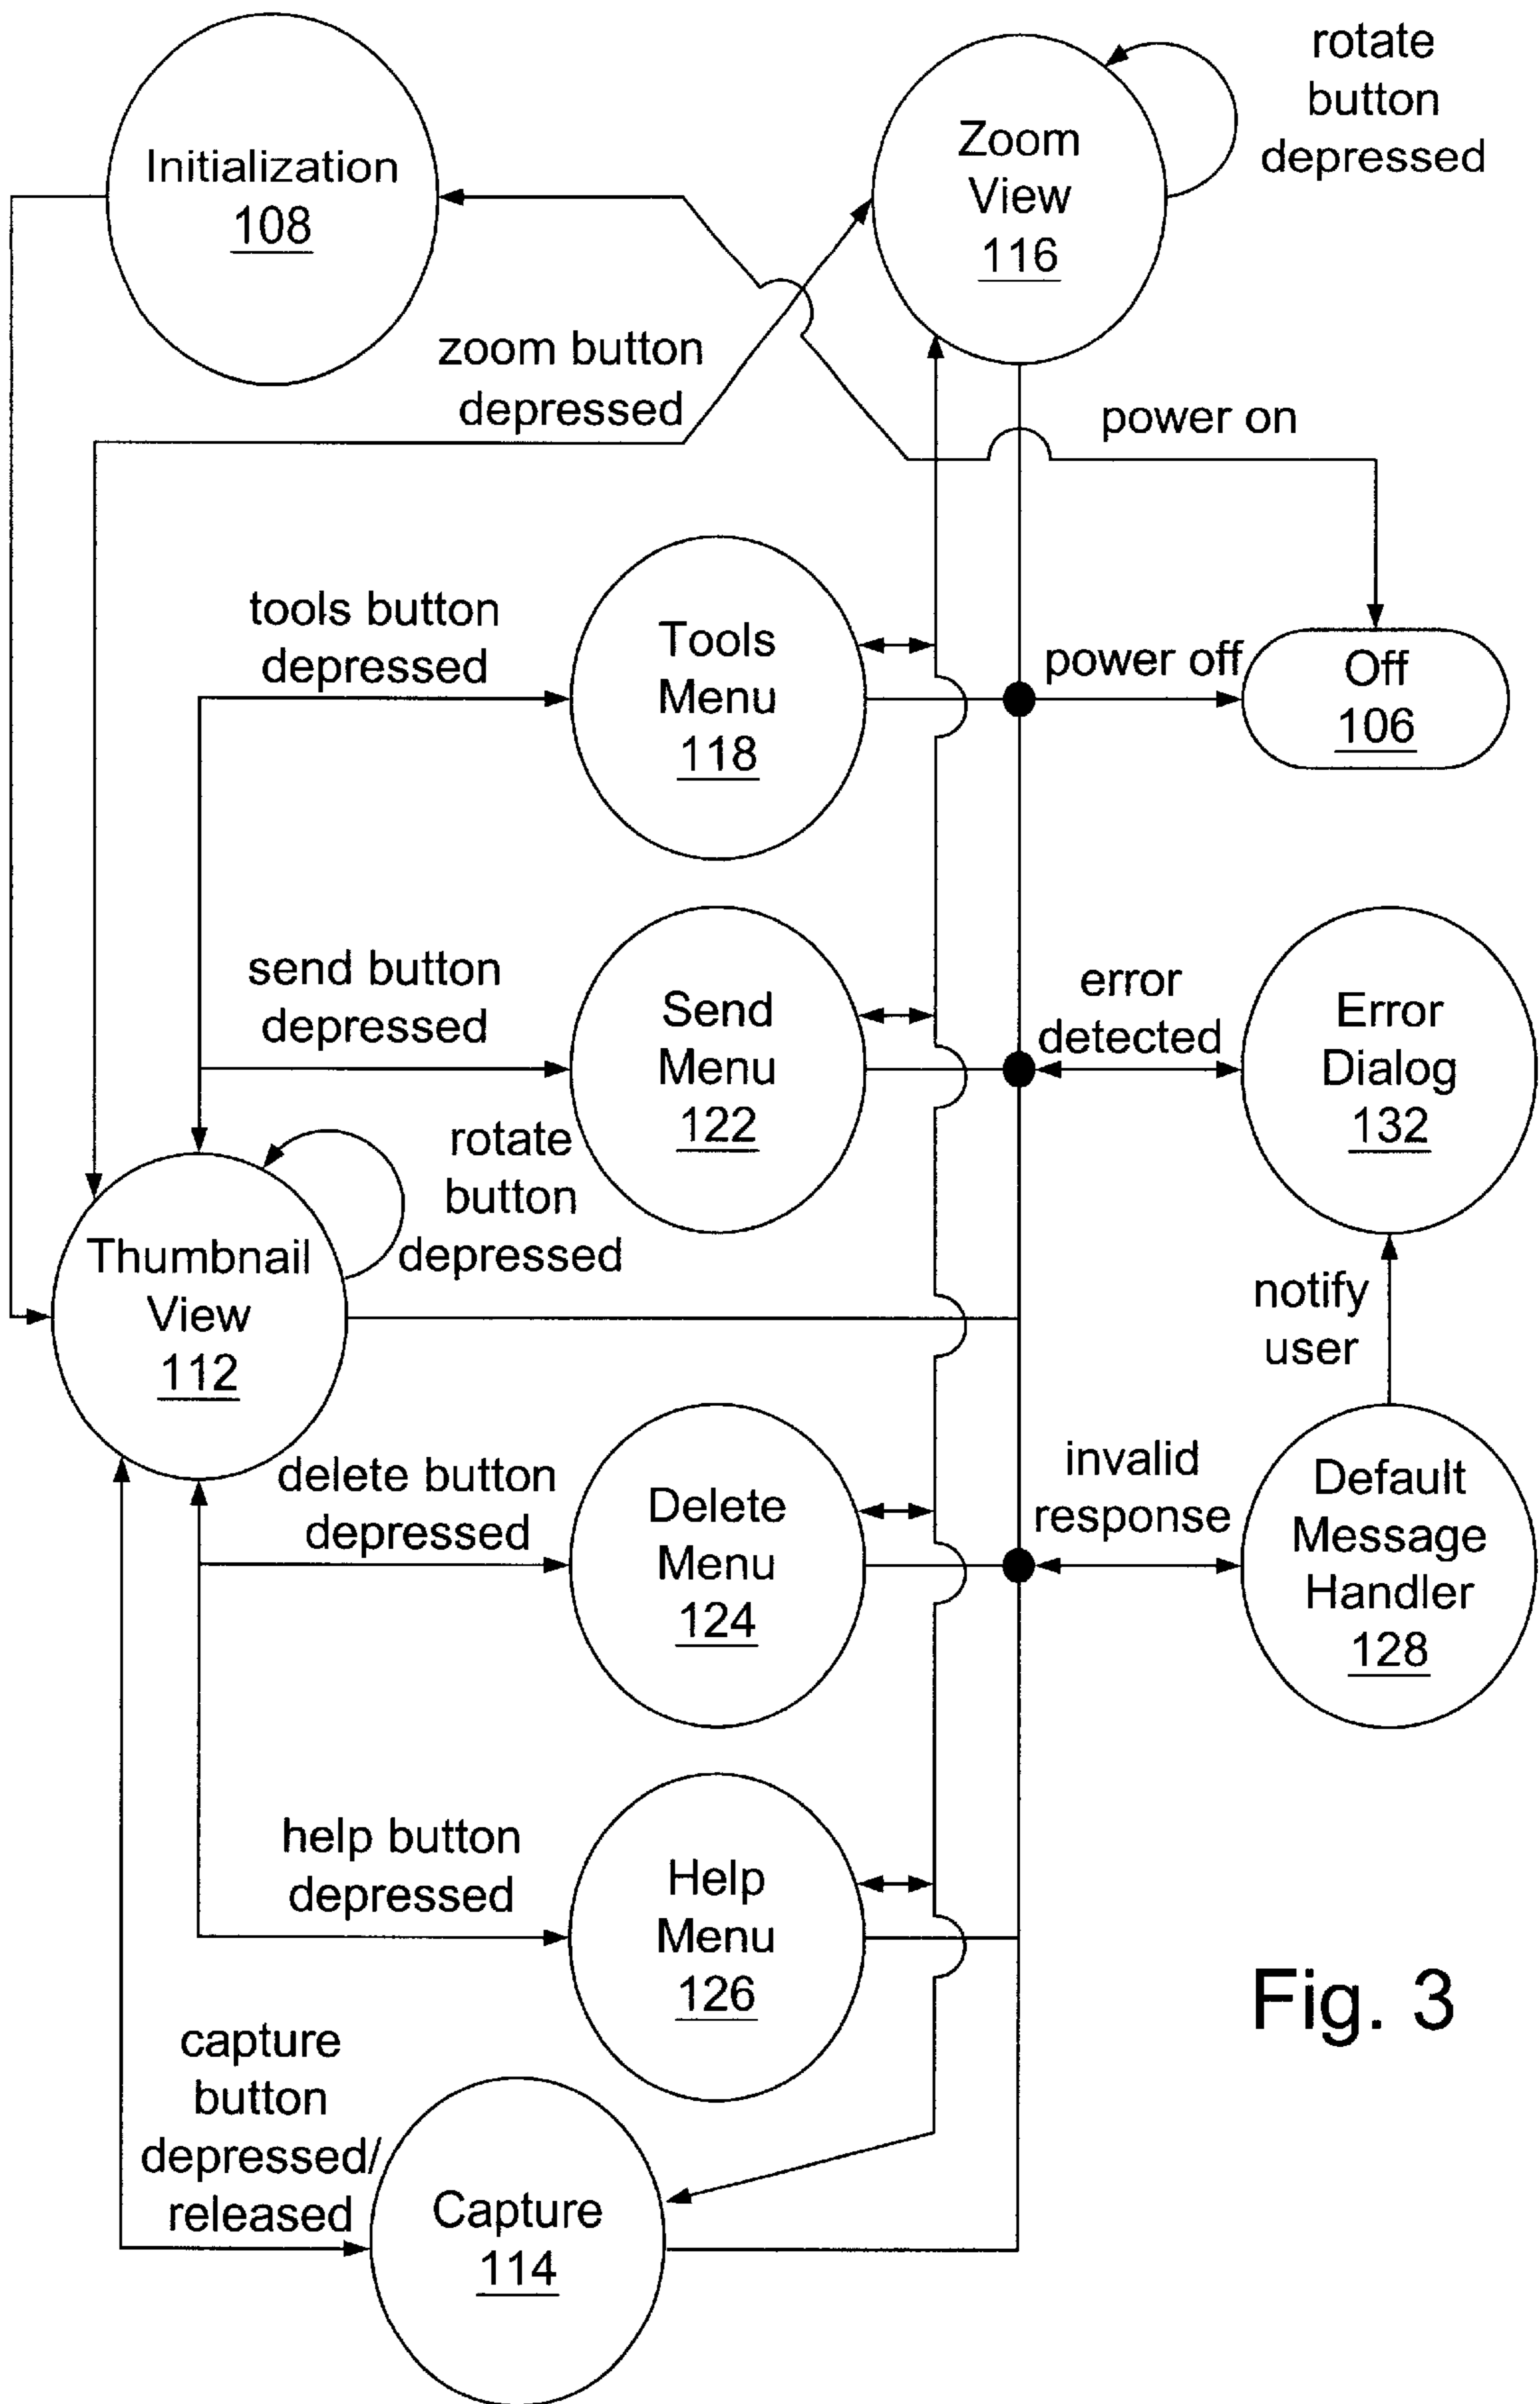 Initialization
108
Zoom
View
116
rotate
button
depressed
zoom button
depressed
power on
tools button
depressed
Tools
Menu
118
power off
Off
106
send button
depressed
Send
Menu
122
error
detected
Error
Dialog
132
rotate
button
depressed
Thumbnail
View
112
notify
user
delete button
depressed
Delete
Menu
124
invalid
response
Default
Message
Handler
128
help button
depressed
Help
Menu
126
capture
button
depressed/
released
Capture
114
Fig. 3